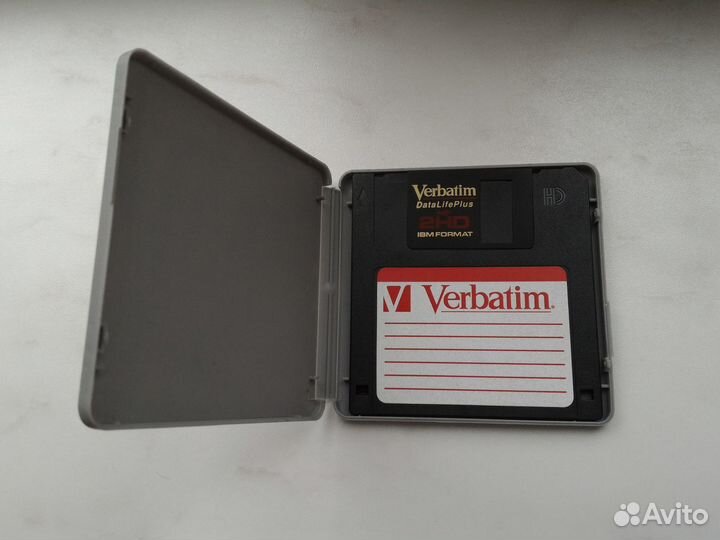 Verbatim
DataLifePlus
2HD
IBM FORMAT
HD
V Verbatim.
Avito